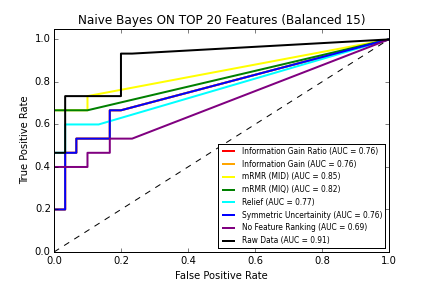 Naive Bayes ON TOP 20 Features (Balanced 15)
True Positive Rate
1.0
0.8
0.6
0.4
0.2
0.0
Information Gain Ratio (AUC = 0.76)
Information Gain (AUC = 0.76)
mRMR (MID) (AUC = 0.85)
mRMR (MIQ) (AUC = 0.82)
Relief (AUC = 0.77)
Symmetric Uncertainity (AUC = 0.76)
No Feature Ranking (AUC = 0.69)
Raw Data (AUC = 0.91)
0.0 0.2 0.4 0.6 0.8 1.0
False Positive Rate